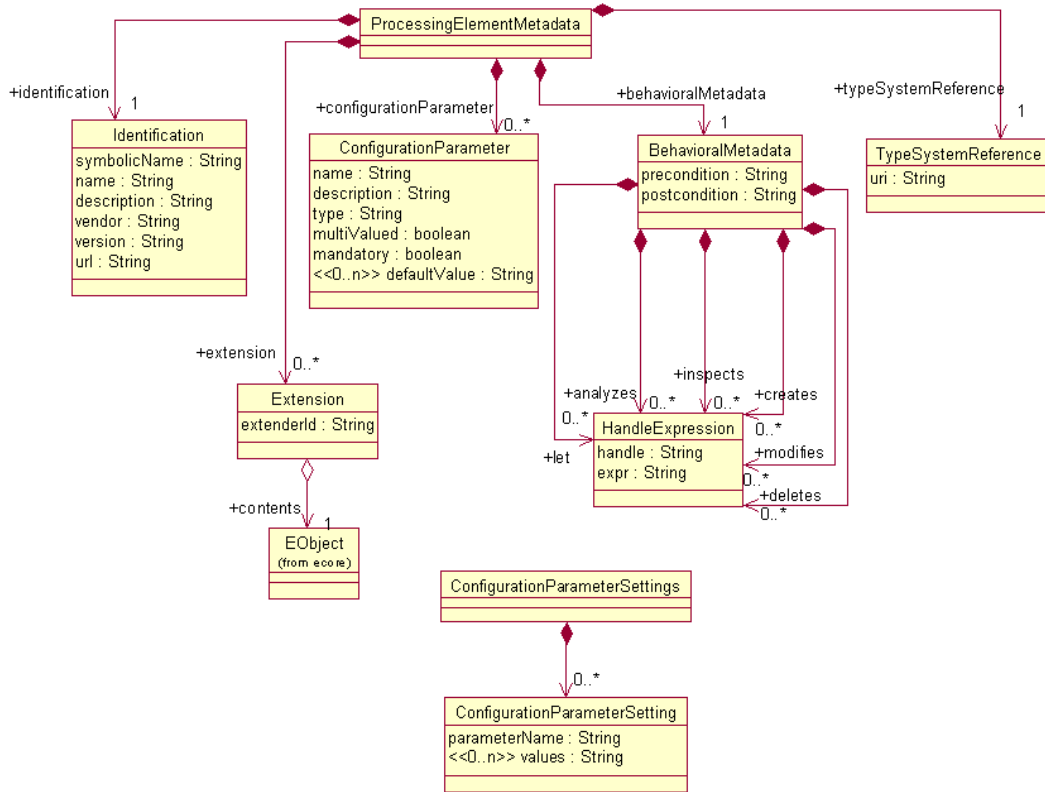 ProcessingElementMetadata
+identification
1
+configurationParameter
0..*
+behavioralMetadata
1
+typeSystemReference
1
Identification
symbolicName : String
name : String
description : String
vendor : String
version : String
url : String
ConfigurationParameter
name : String
description : String
type : String
multiValued : boolean
mandatory : boolean
<<0..n>> defaultValue : String
BehavioralMetadata
precondition : String
postcondition : String
TypeSystemReference
uri : String
+extension
0..*
Extension
extenderId : String
+contents
1
EObject
(from ecore)
+analyzes
0..*
+inspects
0..*
+creates
0..*
0..*
+let
HandleExpression
handle : String
expr : String
+modifies
0..*
+deletes
0..*
ConfigurationParameterSettings
0..*
ConfigurationParameterSetting
parameterName : String
<<0..n>> values : String